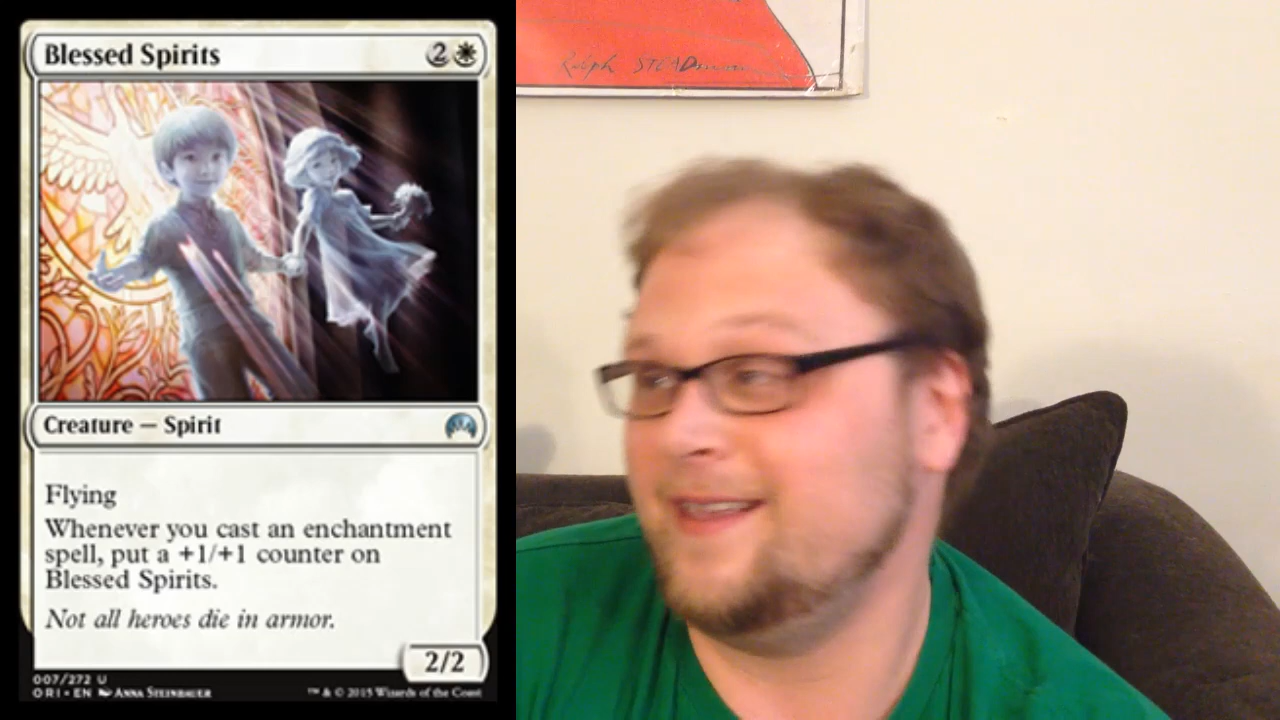 Blessed Spirits 2
Creature — Spirit
Flying
Whenever you cast an enchantment
spell, put a +1/+1 counter on
Blessed Spirits.
Not all heroes die in armor.
2/2
007/272 U
ORI • EN Anna Steinbauer
™ & © 2015 Wizards of the Coast
Ralph STEADman